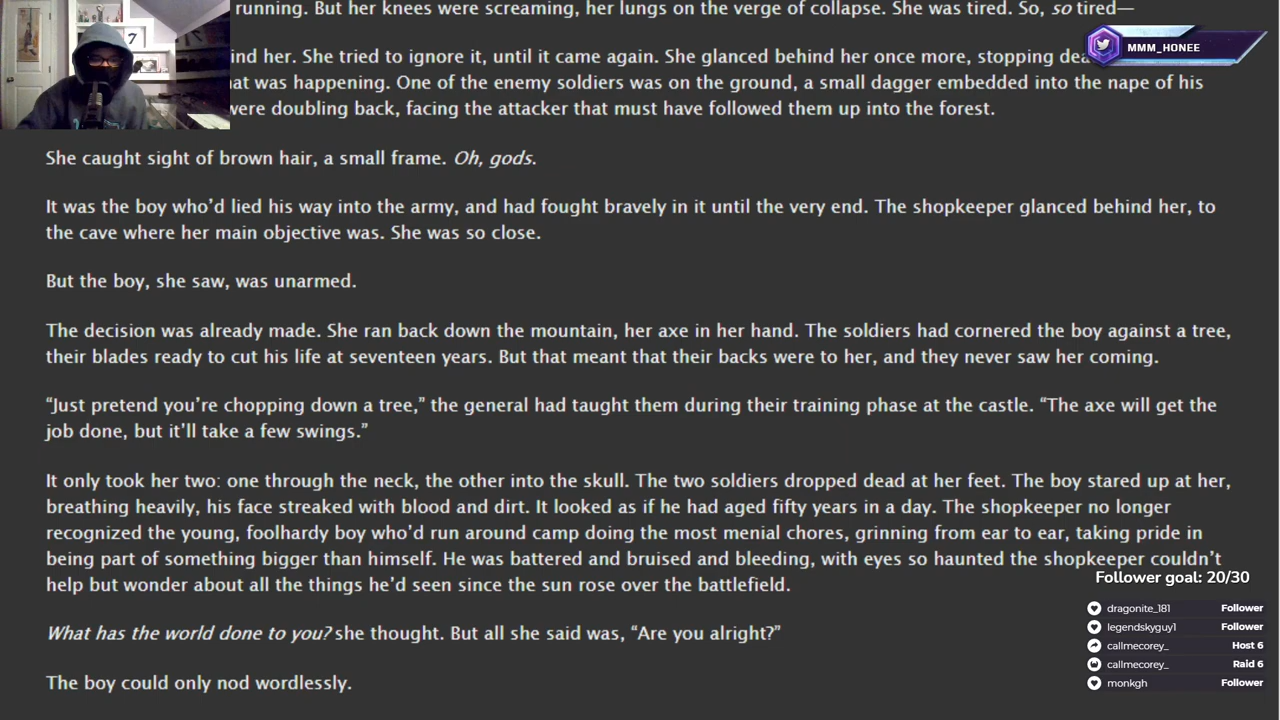 running. But her knees were screaming, her lungs on the verge of collapse. She was tired. So, so tired—
7
MMM_HONEE
ind her. She tried to ignore it, until it came again. She glanced behind her once more, stopping dea
at was happening. One of the enemy soldiers was on the ground, a small dagger embedded into the nape of his
were doubling back, facing the attacker that must have followed them up into the forest.
She caught sight of brown hair, a small frame. Oh, gods.
It was the boy who’d lied his way into the army, and had fought bravely in it until the very end. The shopkeeper glanced behind her, to
the cave where her main objective was. She was so close.
But the boy, she saw, was unarmed.
The decision was already made. She ran back down the mountain, her axe in her hand. The soldiers had cornered the boy against a tree,
their blades ready to cut his life at seventeen years. But that meant that their backs were to her, and they never saw her coming.
“Just pretend you’re chopping down a tree,” the general had taught them during their training phase at the castle. “The axe will get the
job done, but it’ll take a few swings.”
It only took her two: one through the neck, the other into the skull. The two soldiers dropped dead at her feet. The boy stared up at her,
breathing heavily, his face streaked with blood and dirt. It looked as if he had aged fifty years in a day. The shopkeeper no longer
recognized the young, foolhardy boy who’d run around camp doing the most menial chores, grinning from ear to ear, taking pride in
being part of something bigger than himself. He was battered and bruised and bleeding, with eyes so haunted the shopkeeper couldn’t
help but wonder about all the things he’d seen since the sun rose over the battlefield.
Follower goal: 20/30
dragonite_181 Follower
legendskyguy1 Follower
What has the world done to you? she thought. But all she said was, “Are you alright?”
callmecorey_ Host 6
callmecorey_ Raid 6
monkgh Follower
The boy could only nod wordlessly.